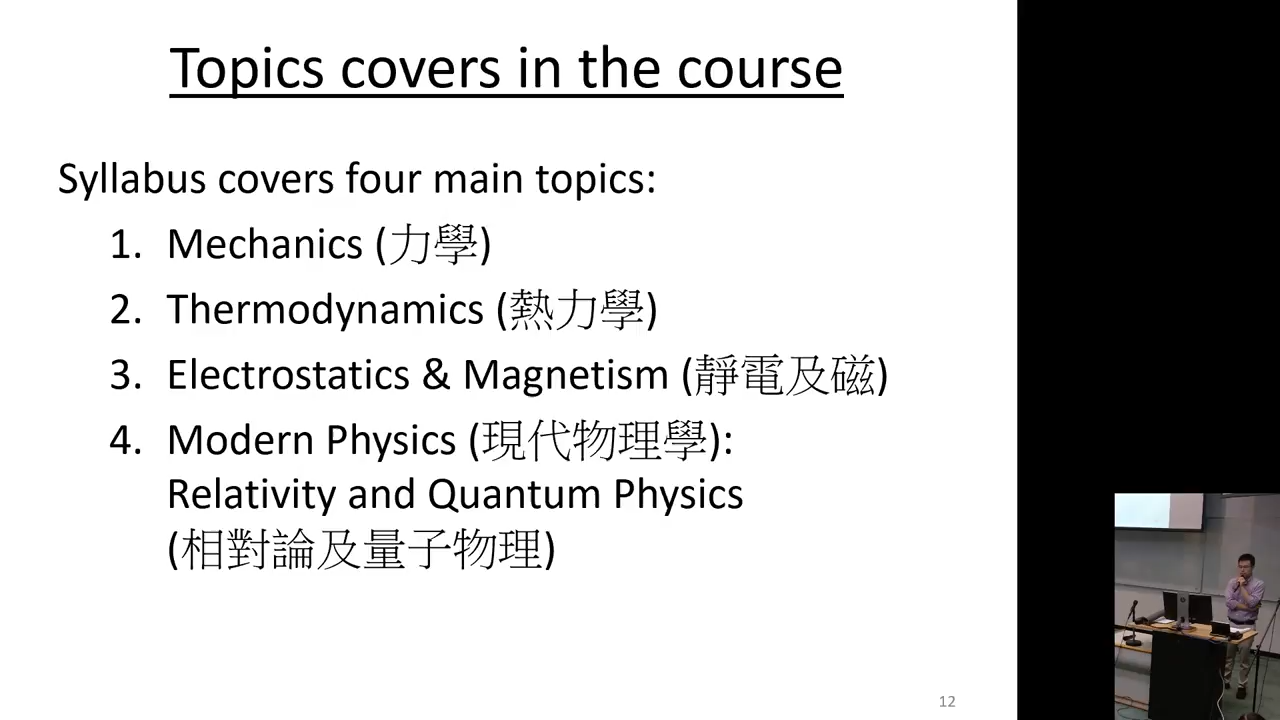 Topics covers in the course
Syllabus covers four main topics:
1. Mechanics (力學)
2. Thermodynamics (熱力學)
3. Electrostatics & Magnetism (靜電及磁)
4. Modern Physics (現代物理學):
Relativity and Quantum Physics
(相對論及量子物理)
12